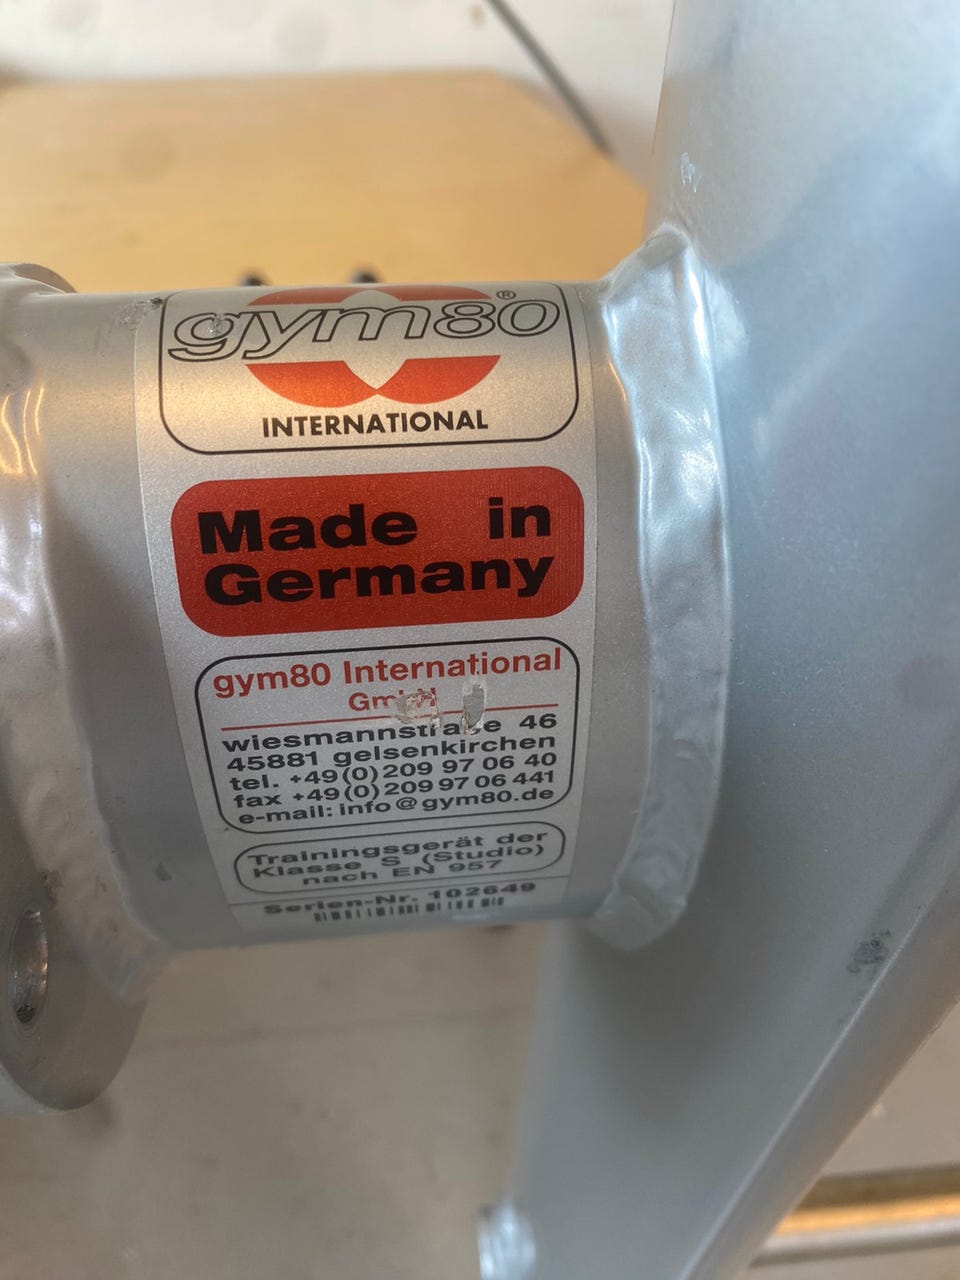 gym80®
INTERNATIONAL
Made in
Germany
gym80 International
GmbH
wiesmannstraße 46
45881 gelsenkirchen
tel. +49(0)209 97 06 40
fax +49(0)209 97 06 441
e-mail: info@gym80.de
Trainingsgerät der
Klasse S (Studio)
nach EN 957
Serien-Nr. 102649